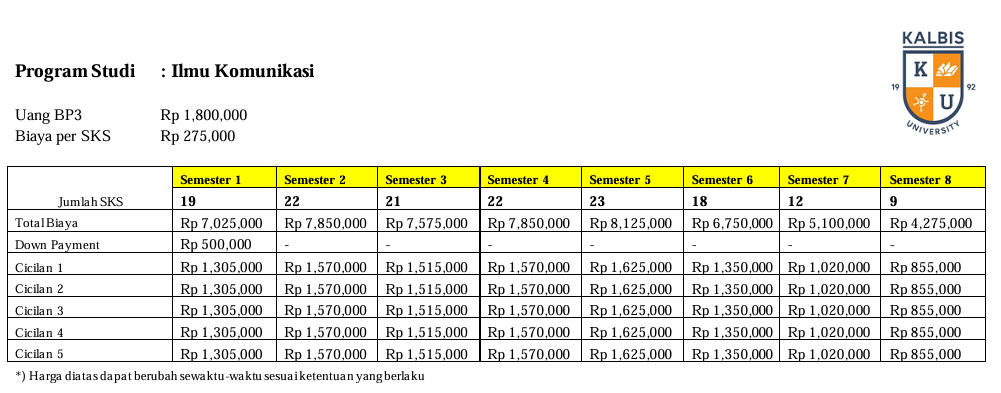 KALBIS
K
19 92
U
UNIVERSITY
Program Studi : Ilmu Komunikasi
Uang BP3 Rp 1,800,000
Biaya per SKS Rp 275,000
Semester 1 Semester 2 Semester 3 Semester 4 Semester 5 Semester 6 Semester 7 Semester 8
Jumlah SKS 19 22 21 22 23 18 12 9
Total Biaya Rp 7,025,000 Rp 7,850,000 Rp 7,575,000 Rp 7,850,000 Rp 8,125,000 Rp 6,750,000 Rp 5,100,000 Rp 4,275,000
Down Payment Rp 500,000 - - - - - - -
Cicilan 1 Rp 1,305,000 Rp 1,570,000 Rp 1,515,000 Rp 1,570,000 Rp 1,625,000 Rp 1,350,000 Rp 1,020,000 Rp 855,000
Cicilan 2 Rp 1,305,000 Rp 1,570,000 Rp 1,515,000 Rp 1,570,000 Rp 1,625,000 Rp 1,350,000 Rp 1,020,000 Rp 855,000
Cicilan 3 Rp 1,305,000 Rp 1,570,000 Rp 1,515,000 Rp 1,570,000 Rp 1,625,000 Rp 1,350,000 Rp 1,020,000 Rp 855,000
Cicilan 4 Rp 1,305,000 Rp 1,570,000 Rp 1,515,000 Rp 1,570,000 Rp 1,625,000 Rp 1,350,000 Rp 1,020,000 Rp 855,000
Cicilan 5 Rp 1,305,000 Rp 1,570,000 Rp 1,515,000 Rp 1,570,000 Rp 1,625,000 Rp 1,350,000 Rp 1,020,000 Rp 855,000
*) Harga diatas dapat berubah sewaktu-waktu sesuai ketentuan yang berlaku